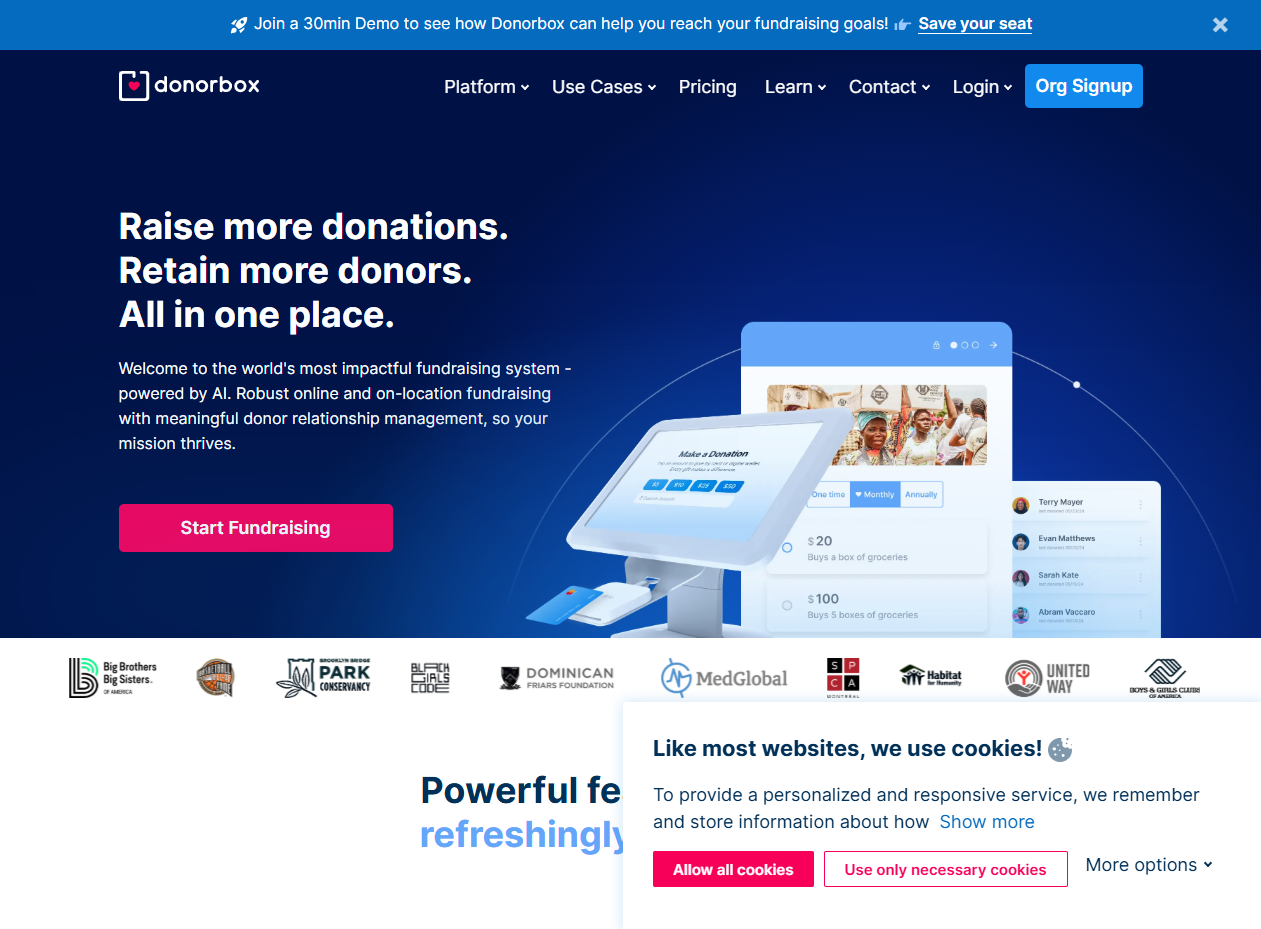 Join a 30min Demo to see how Donorbox can help you reach your fundraising goals! Save your seat
donorbox
Platform
Use Cases
Pricing
Learn
Contact
Login
Org Signup
Raise more donations.
Retain more donors.
All in one place.
Welcome to the world's most impactful fundraising system -
powered by AI. Robust online and on-location fundraising
with meaningful donor relationship management, so your
mission thrives.
Start Fundraising
Make a Donation
Every gift makes a difference.
$5 $10 $25 $50
One time
Monthly
Annually
$20
Buys a box of groceries
$100
Buys 5 boxes of groceries
Terry Mayer
Evan Matthews
Sarah Kate
Abram Vaccaro
Big Brothers
Big Sisters.
OF AMERICA
BROOKLYN BRIDGE
PARK
CONSERVANCY
BLACK
GIRLS
CODE
DOMINICAN
FRIARS FOUNDATION
MedGlobal
SPCA
MONTRÉAL
Habitat
for Humanity
UNITED
WAY
BOYS & GIRLS CLUBS
OF AMERICA
Powerful fe
refreshingly
Like most websites, we use cookies!
To provide a personalized and responsive service, we remember
and store information about how Show more
Allow all cookies
Use only necessary cookies
More options